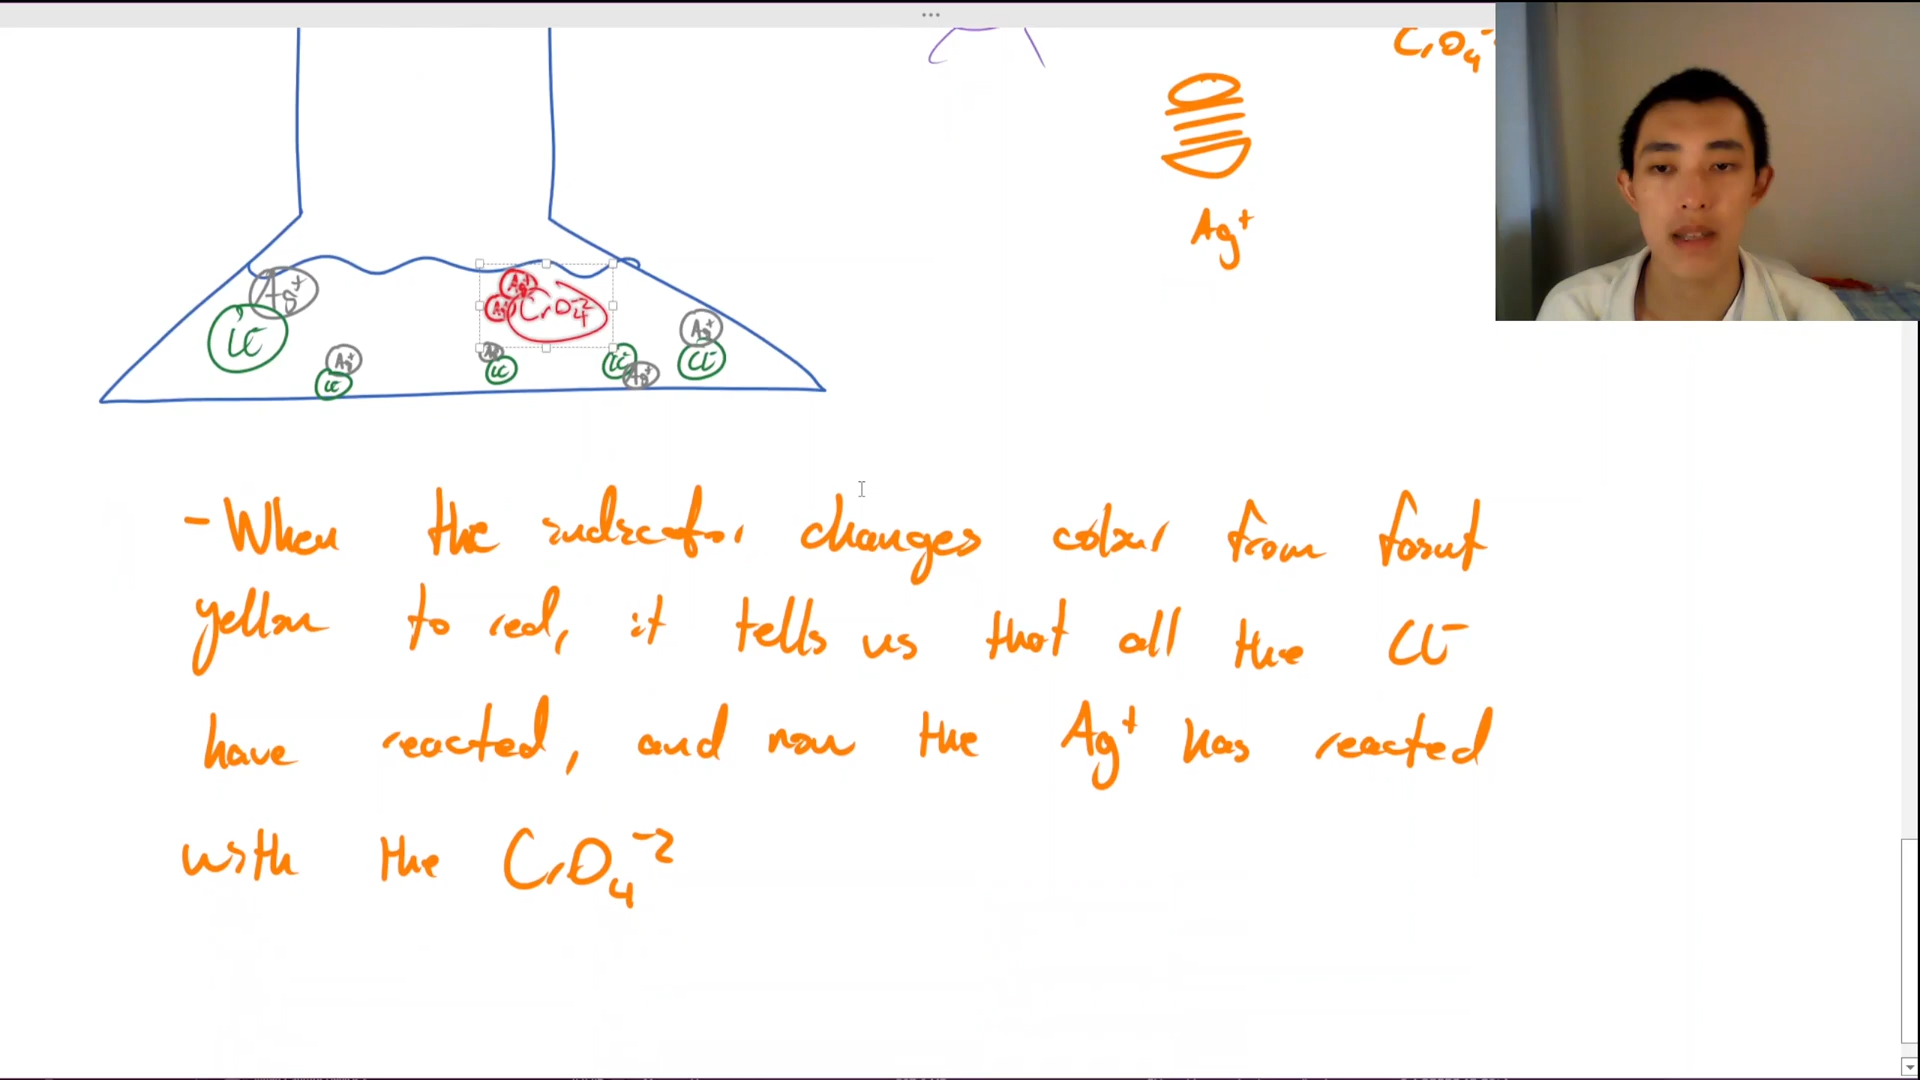 CrO4-
Ag+
Ag+
Ag+
Ag+ CrO4-2
Cl-
Ag+
Ag+
Cl-
Cl-
Cl-
Cl-
Ag+
- When the indicator changes colour from faint
yellow to red, it tells us that all the Cl-
have reacted, and now the Ag+ has reacted
with the CrO4-2